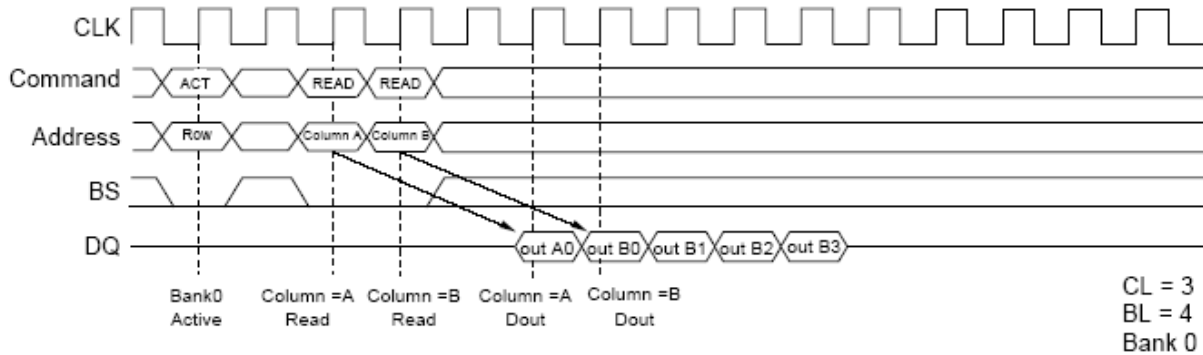 CLK
Command ACT READ READ
Address Row Column A Column B
BS
DQ out A0 out B0 out B1 out B2 out B3
Bank0 Column =A Column =B Column =A Column =B
Active Read Read Dout Dout
CL = 3
BL = 4
Bank 0